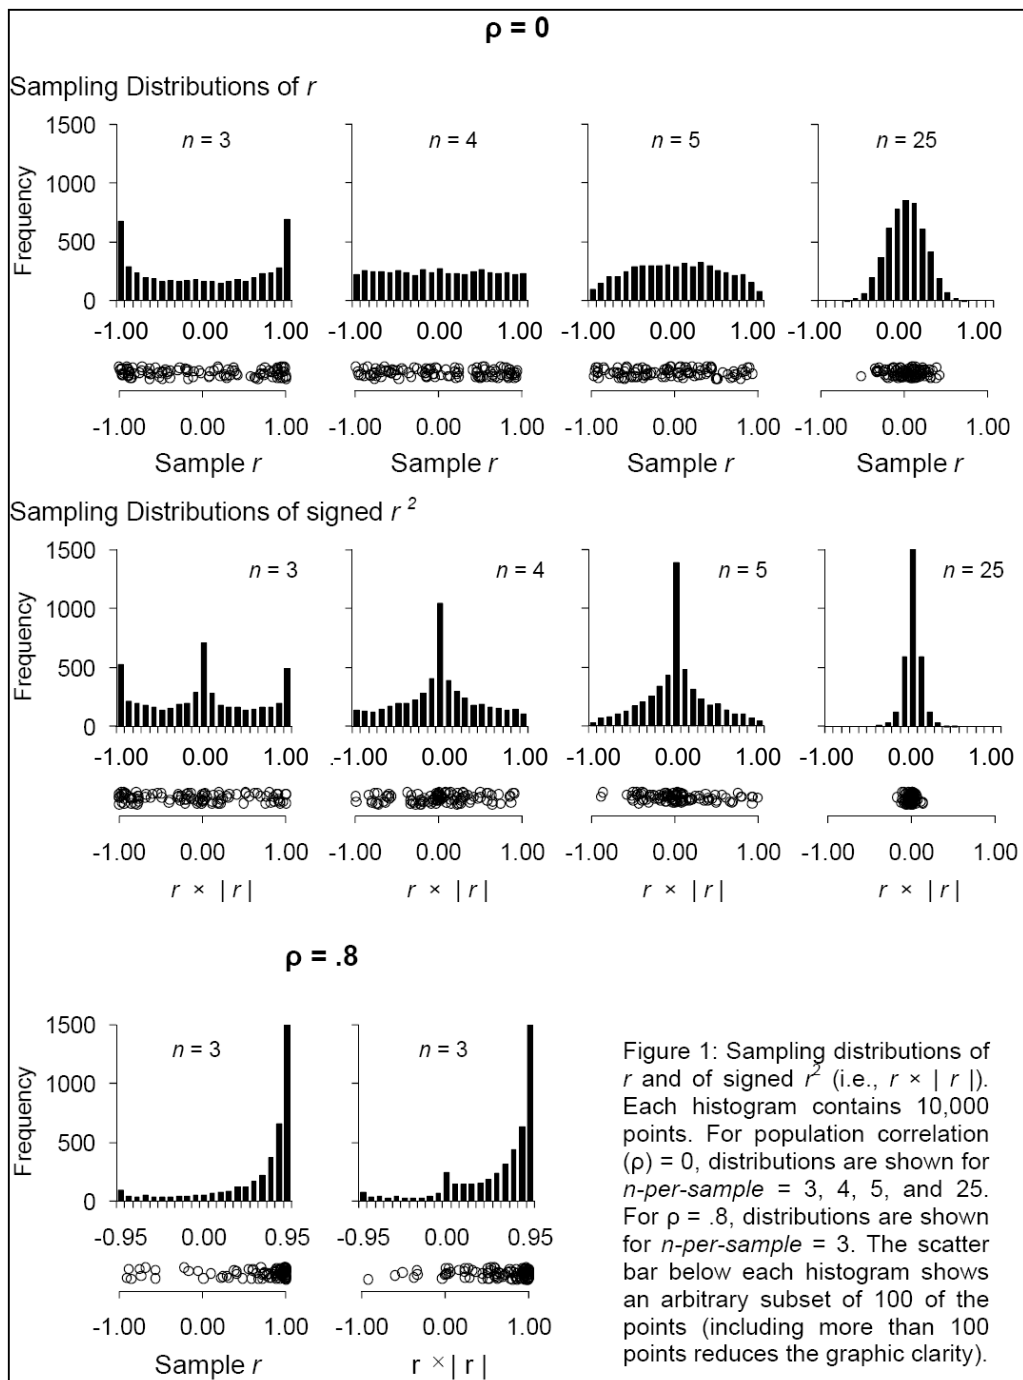 ρ = 0
Sampling Distributions of r
1500 1000 500 0
Frequency
n = 3 n = 4 n = 5 n = 25
-1.00 0.00 1.00 -1.00 0.00 1.00 -1.00 0.00 1.00 -1.00 0.00 1.00
-1.00 0.00 1.00 -1.00 0.00 1.00 -1.00 0.00 1.00 -1.00 0.00 1.00
Sample r Sample r Sample r Sample r
Sampling Distributions of signed r ²
1500 1000 500 0
Frequency
n = 3 n = 4 n = 5 n = 25
-1.00 0.00 1.00 .-1.00 0.00 1.00 -1.00 0.00 1.00 -1.00 0.00 1.00
-1.00 0.00 1.00 -1.00 0.00 1.00 -1.00 0.00 1.00 -1.00 0.00 1.00
r × | r | r × | r | r × | r | r × | r |
ρ = .8
1500 1000 500 0
Frequency
n = 3 n = 3
-0.95 0.00 0.95 -0.95 0.00 0.95
-1.00 0.00 1.00 -1.00 0.00 1.00
Sample r r × | r |
Figure 1: Sampling distributions of
r and of signed r² (i.e., r × | r |).
Each histogram contains 10,000
points. For population correlation
(ρ) = 0, distributions are shown for
n-per-sample = 3, 4, 5, and 25.
For ρ = .8, distributions are shown
for n-per-sample = 3. The scatter
bar below each histogram shows
an arbitrary subset of 100 of the
points (including more than 100
points reduces the graphic clarity).